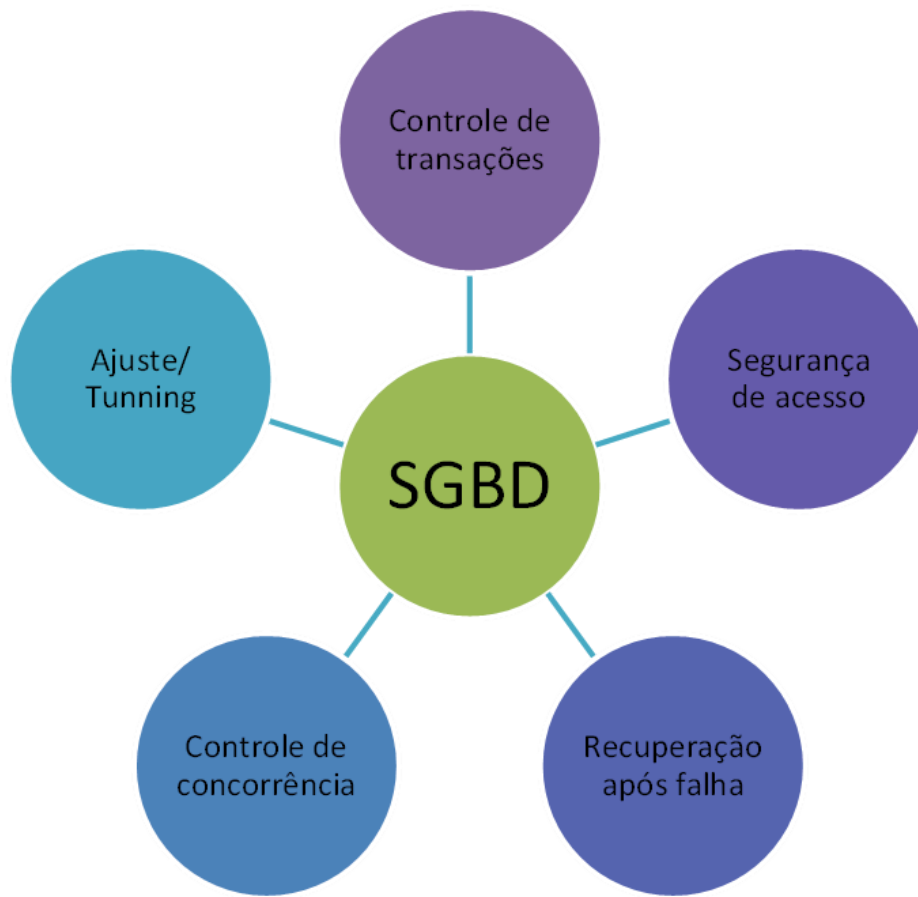 Controle de
transações
Segurança
de acesso
Recuperação
após falha
Controle de
concorrência
Ajuste/
Tunning
SGBD